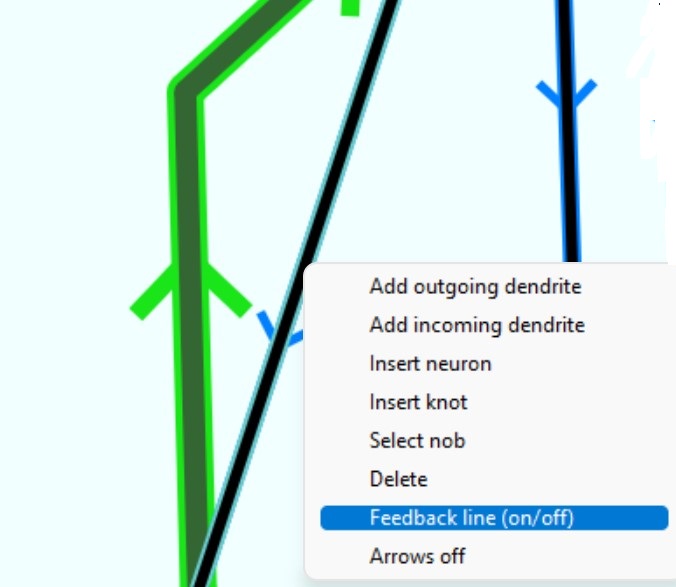 Add outgoing dendrite
Add incoming dendrite
Insert neuron
Insert knot
Select nob
Delete
Feedback line (on/off)
Arrows off